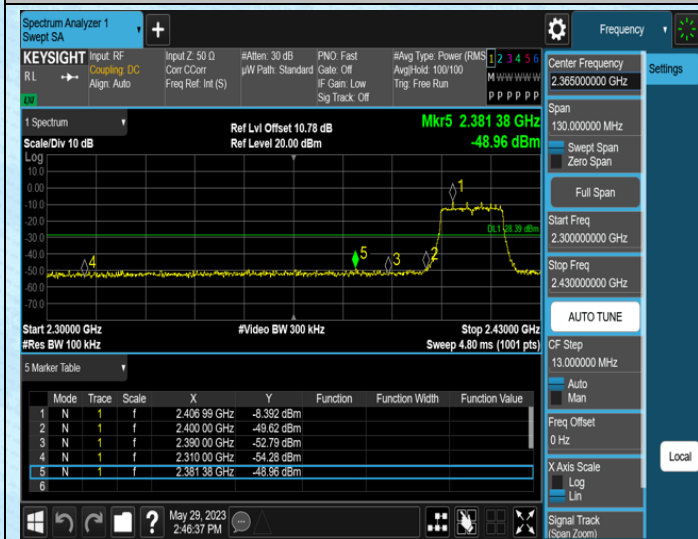 Spectrum Analyzer 1
Swept SA
Frequency
KEYSIGHT
RL
LXI
Input: RF
Coupling: DC
Align: Auto
Input Z: 50 Ω
Corr CCorr
Freq Ref: Int (S)
#Atten: 30 dB
µW Path: Standard
PNO: Fast
Gate: Off
IF Gain: Low
Sig Track: Off
#Avg Type: Power (RMS
Avg|Hold: 100/100
Trig: Free Run
1 2 3 4 5 6
M W W W W W
P P P P P P
1 Spectrum
Scale/Div 10 dB
Ref Lvl Offset 10.78 dB
Ref Level 20.00 dBm
Mkr5 2.381 38 GHz
-48.96 dBm
Log
10.0
0.00
-10.0
-20.0
-30.0
-40.0
-50.0
-60.0
-70.0
1
DL1 -28.39 dBm
4
5
3
2
Start 2.30000 GHz
#Res BW 100 kHz
#Video BW 300 kHz
Stop 2.43000 GHz
Sweep 4.80 ms (1001 pts)
5 Marker Table
Mode Trace Scale X Y Function Function Width Function Value
1 N 1 f 2.406 99 GHz -8.392 dBm
2 N 1 f 2.400 00 GHz -49.62 dBm
3 N 1 f 2.390 00 GHz -52.79 dBm
4 N 1 f 2.310 00 GHz -54.28 dBm
5 N 1 f 2.381 38 GHz -48.96 dBm
6
?
May 29, 2023
2:46:37 PM
Center Frequency
2.365000000 GHz
Span
130.000000 MHz
Swept Span
Zero Span
Full Span
Start Freq
2.300000000 GHz
Stop Freq
2.430000000 GHz
AUTO TUNE
CF Step
13.000000 MHz
Auto
Man
Freq Offset
0 Hz
X Axis Scale
Log
Lin
Signal Track
(Span Zoom)
Settings
Local